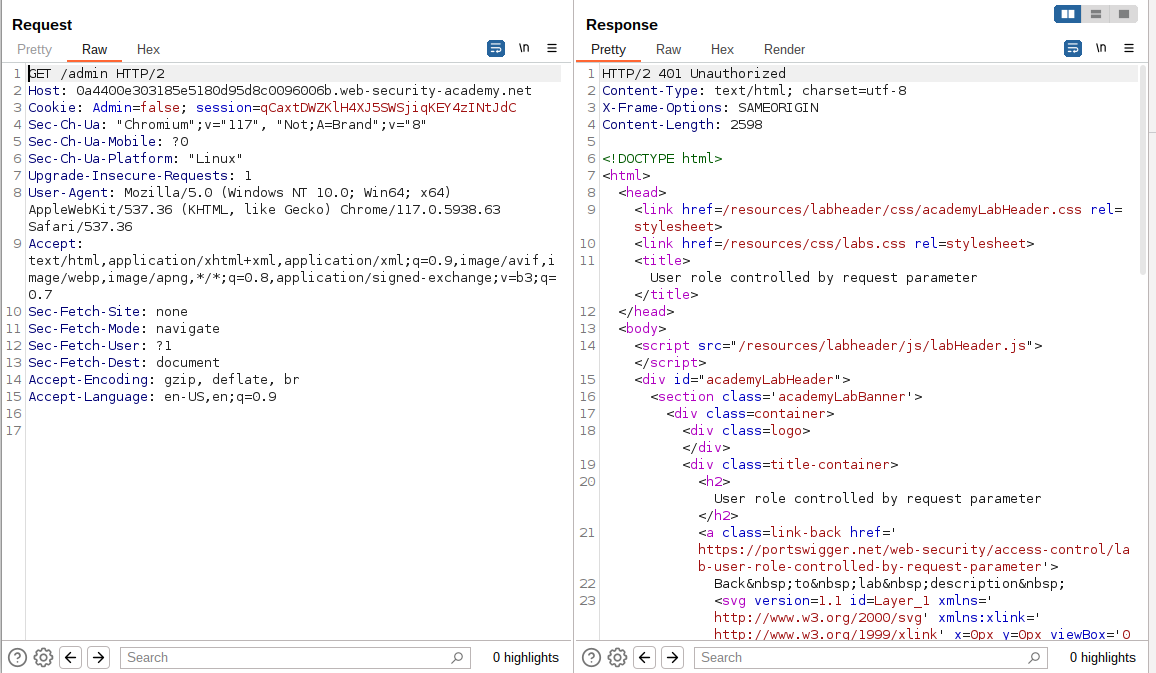 Request
Pretty Raw Hex \n
1 GET /admin HTTP/2
2 Host: 0a4400e303185e5180d95d8c0096006b.web-security-academy.net
3 Cookie: Admin=false; session=qCaxtDWZKlH4XJ5SWSjiqKEY4zINtJdC
4 Sec-Ch-Ua: "Chromium";v="117", "Not;A=Brand";v="8"
5 Sec-Ch-Ua-Mobile: ?0
6 Sec-Ch-Ua-Platform: "Linux"
7 Upgrade-Insecure-Requests: 1
8 User-Agent: Mozilla/5.0 (Windows NT 10.0; Win64; x64)
AppleWebKit/537.36 (KHTML, like Gecko) Chrome/117.0.5938.63
Safari/537.36
9 Accept:
text/html,application/xhtml+xml,application/xml;q=0.9,image/avif,i
mage/webp,image/apng,*/*;q=0.8,application/signed-exchange;v=b3;q=
0.7
10 Sec-Fetch-Site: none
11 Sec-Fetch-Mode: navigate
12 Sec-Fetch-User: ?1
13 Sec-Fetch-Dest: document
14 Accept-Encoding: gzip, deflate, br
15 Accept-Language: en-US,en;q=0.9
16
17
Search 0 highlights
Response
Pretty Raw Hex Render \n
1 HTTP/2 401 Unauthorized
2 Content-Type: text/html; charset=utf-8
3 X-Frame-Options: SAMEORIGIN
4 Content-Length: 2598
5
6 <!DOCTYPE html>
7 <html>
8 <head>
9 <link href=/resources/labheader/css/academyLabHeader.css rel=
stylesheet>
10 <link href=/resources/css/labs.css rel=stylesheet>
11 <title>
User role controlled by request parameter
</title>
12 </head>
13 <body>
14 <script src="/resources/labheader/js/labHeader.js">
</script>
15 <div id="academyLabHeader">
16 <section class='academyLabBanner'>
17 <div class=container>
18 <div class=logo>
</div>
19 <div class=title-container>
20 <h2>
User role controlled by request parameter
</h2>
21 <a class=link-back href='
https://portswigger.net/web-security/access-control/la
b-user-role-controlled-by-request-parameter'>
22 Back&nbsp;to&nbsp;lab&nbsp;description&nbsp;
23 <svg version=1.1 id=Layer_1 xmlns='
http://www.w3.org/2000/svg' xmlns:xlink='
http://www.w3.org/1999/xlink' x=0px y=0px viewBox='0
Search 0 highlights